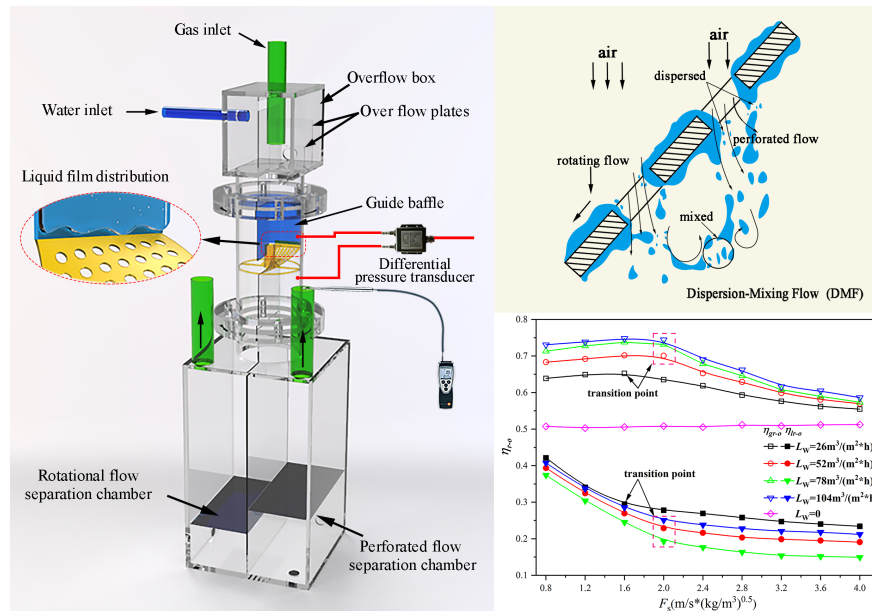 Gas inlet
Overflow box
Water inlet
Over flow plates
Liquid film distribution
Guide baffle
Differential
pressure transducer
Rotational flow
separation chamber
Perforated flow
separation chamber
air
air
dispersed
perforated flow
rotating flow
mixed
Dispersion-Mixing Flow (DMF)
0.8
0.7
0.6
0.5
0.4
0.3
0.2
0.1
ηr-o
transition point
ηgr-o ηlr-o
LW=26m³/(m²*h)
LW=52m³/(m²*h)
LW=78m³/(m²*h)
LW=104m³/(m²*h)
LW=0
transition point
0.8 1.2 1.6 2.0 2.4 2.8 3.2 3.6 4.0
Fs(m/s*(kg/m³)^0.5)